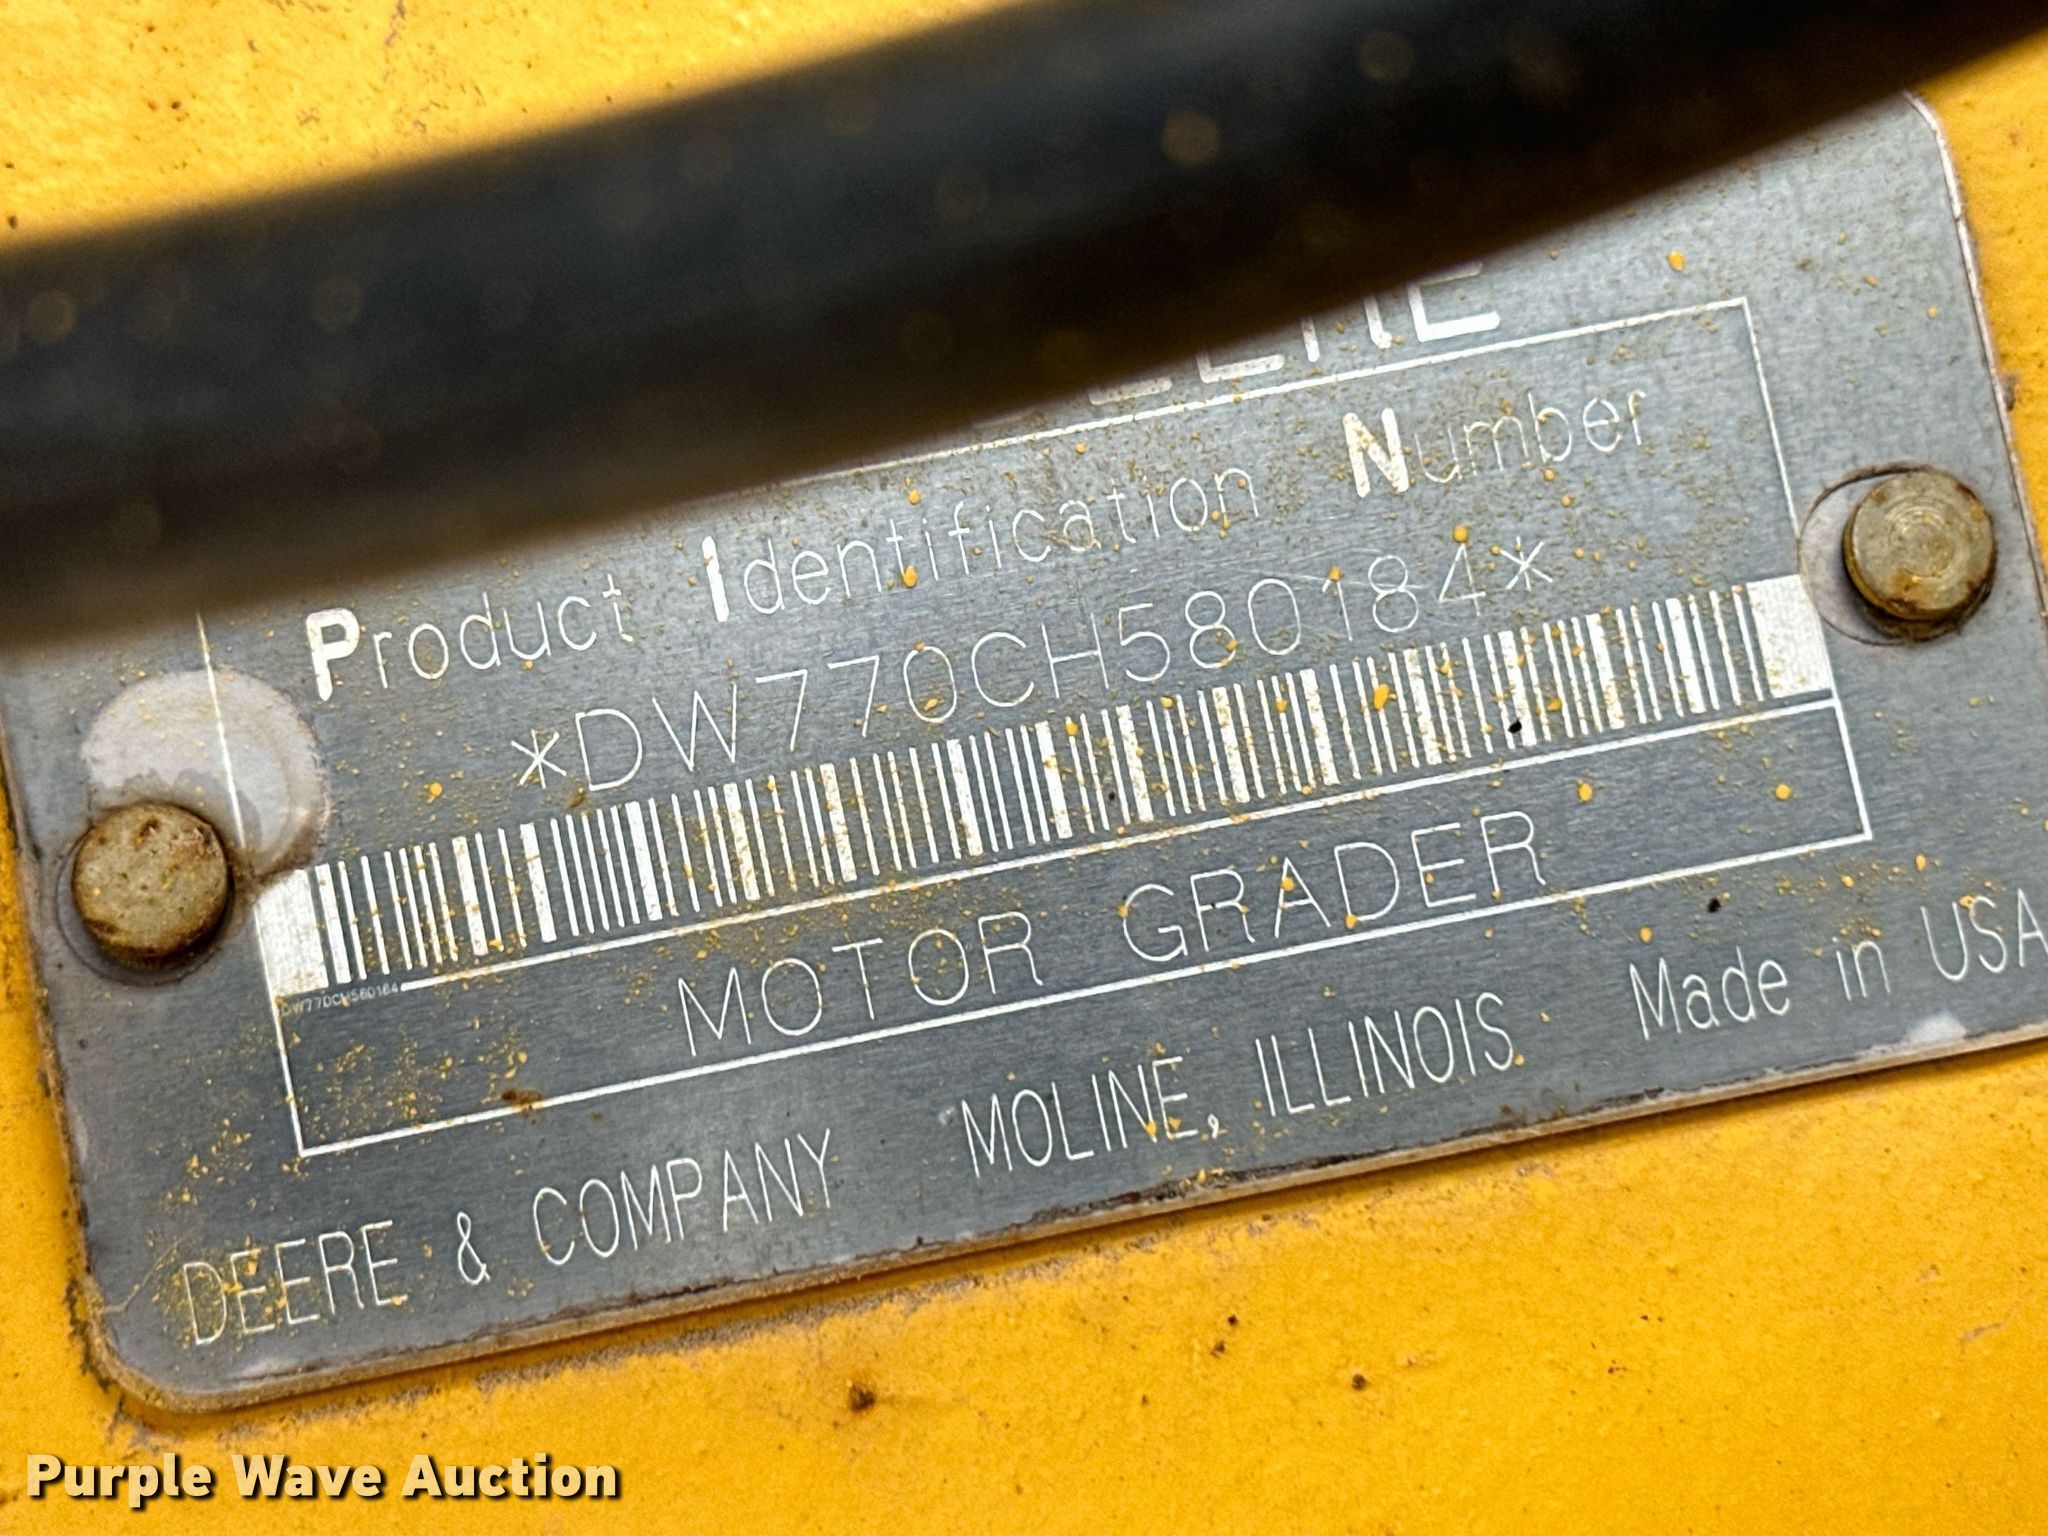 Product Identification Number
*DW770CH580184*
DW770CH580184
MOTOR GRADER
DEERE & COMPANY MOLINE, ILLINOIS Made in USA
Purple Wave Auction